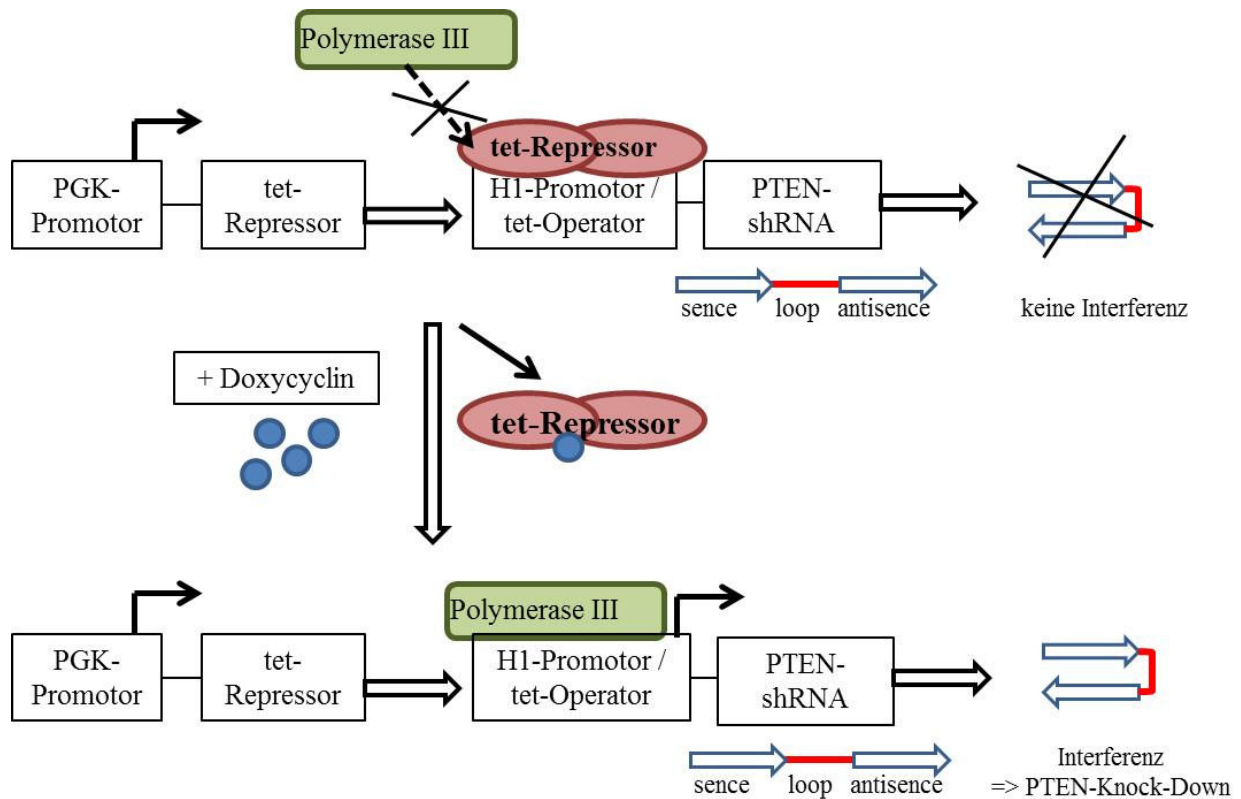 Polymerase III
tet-Repressor
PGK-
Promotor
tet-
Repressor
H1-Promotor /
tet-Operator
PTEN-
shRNA
sence
loop
antisence
keine Interferenz
+ Doxycyclin
tet-Repressor
Polymerase III
PGK-
Promotor
tet-
Repressor
H1-Promotor /
tet-Operator
PTEN-
shRNA
sence
loop
antisence
Interferenz
=> PTEN-Knock-Down